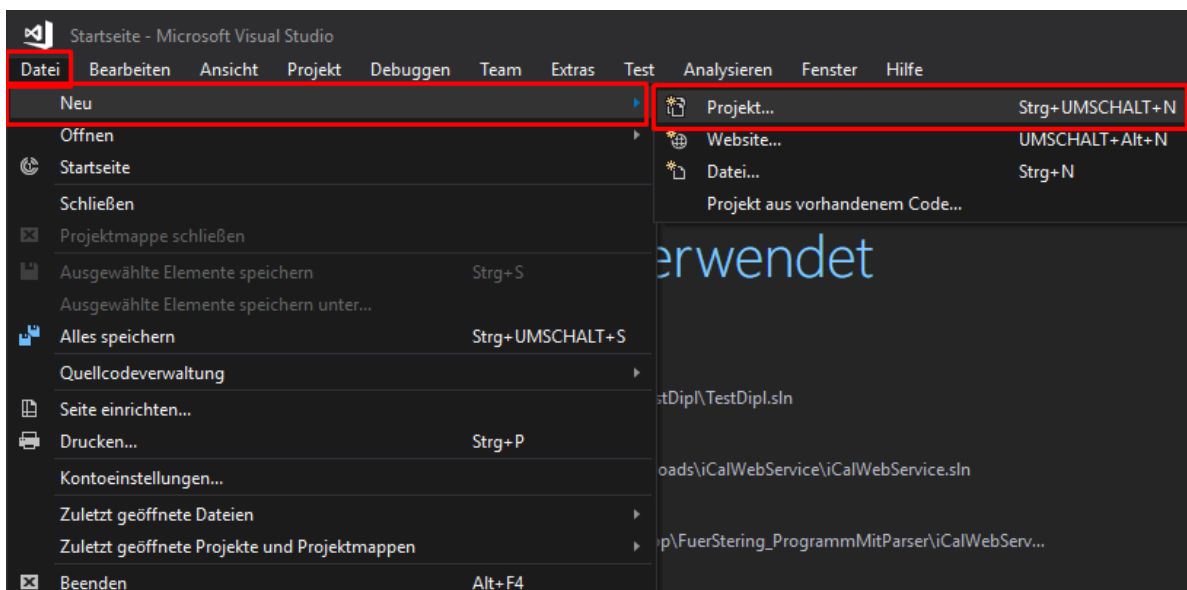 Startseite - Microsoft Visual Studio
Datei Bearbeiten Ansicht Projekt Debuggen Team Extras Test Analysieren Fenster Hilfe
Neu
Öffnen
Startseite
Schließen
Projektmappe schließen
Ausgewählte Elemente speichern Strg+S
Ausgewählte Elemente speichern unter...
Alles speichern Strg+UMSCHALT+S
Quellcodeverwaltung
Seite einrichten...
Drucken... Strg+P
Kontoeinstellungen...
Zuletzt geöffnete Dateien
Zuletzt geöffnete Projekte und Projektmappen
Beenden Alt+F4
Projekt... Strg+UMSCHALT+N
Website... UMSCHALT+Alt+N
Datei... Strg+N
Projekt aus vorhandenem Code...
erwendet
stDipl\TestDipl.sln
oads\iCalWebService\iCalWebService.sln
p\FuerStering_ProgrammMitParser\iCalWebServ...